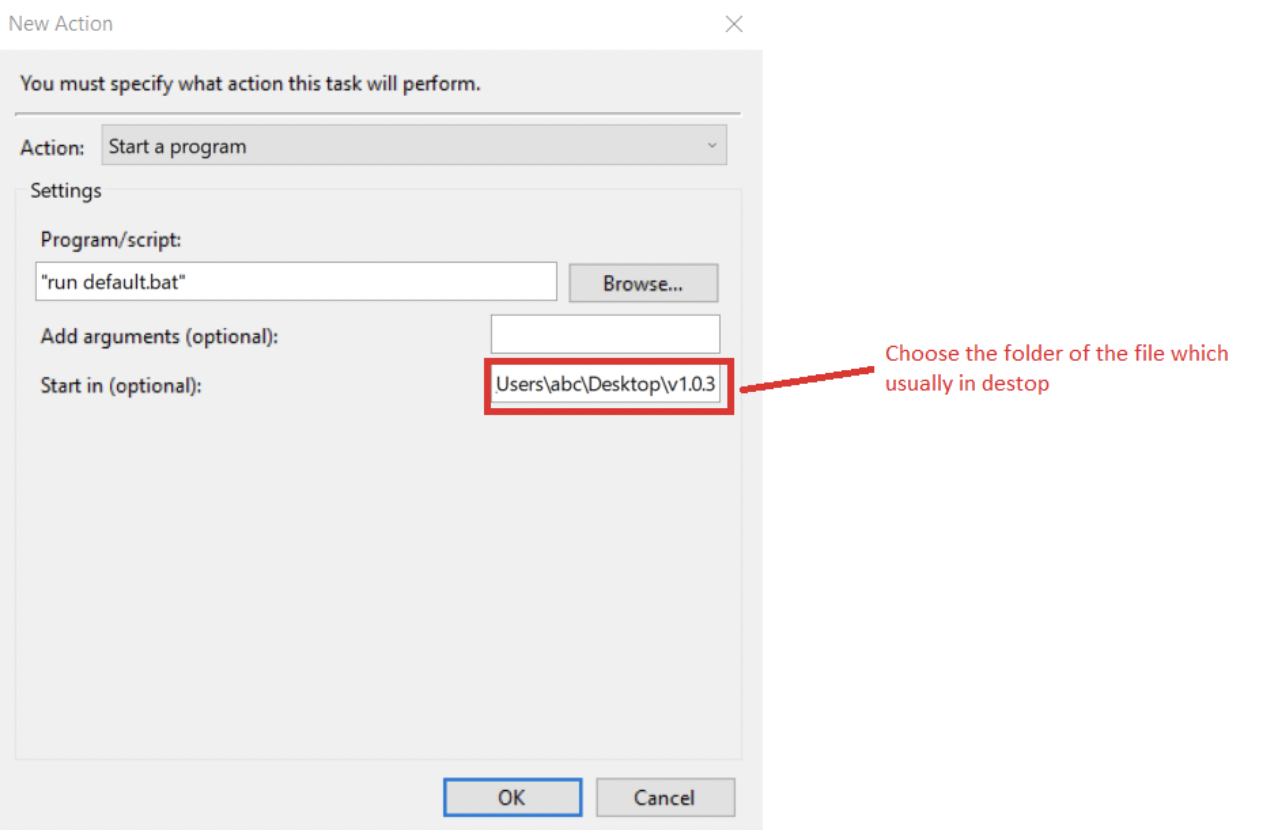 New Action
You must specify what action this task will perform.
Action: Start a program
Settings
Program/script:
"run default.bat"
Browse...
Add arguments (optional):
Start in (optional): Users\abc\Desktop\v1.0.3
Choose the folder of the file which
usually in destop
OK Cancel